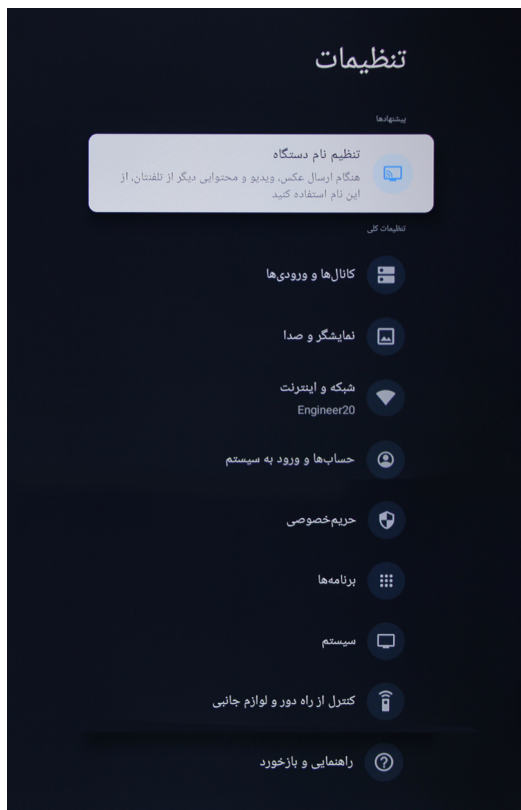 تنظیمات
پیشنهادها
تنظیم نام دستگاه
هنگام ارسال عکس، ویدیو و محتوایی دیگر از تلفنتان، از
این نام استفاده کنید
تنظیمات کلی
کانال‌ها و ورودی‌ها
نمایشگر و صدا
شبکه و اینترنت
Engineer20
حساب‌ها و ورود به سیستم
حریم‌خصوصی
برنامه‌ها
سیستم
کنترل از راه دور و لوازم جانبی
راهنمایی و بازخورد